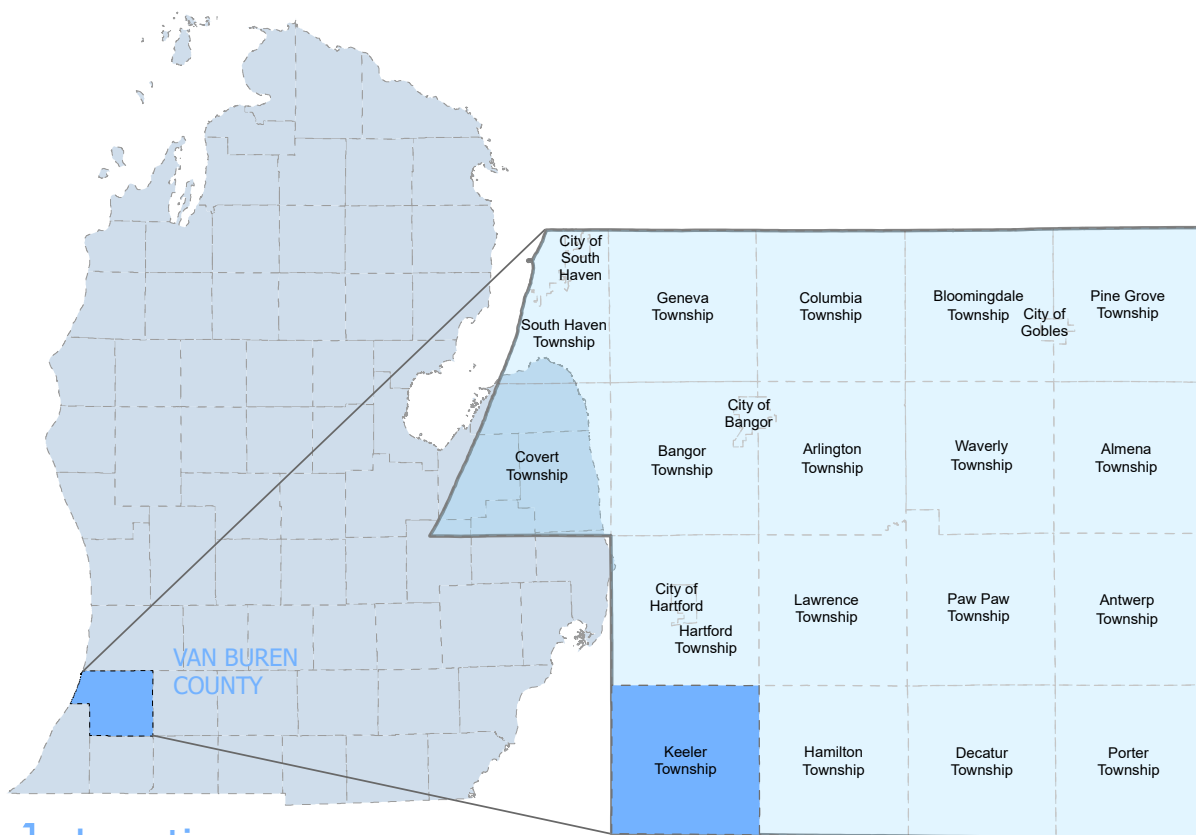 City of
South
Haven
Geneva
Township
Columbia
Township
Bloomingdale
Township
City of
Gobles
Pine Grove
Township
South Haven
Township
Covert
Township
Bangor
Township
City of
Bangor
Arlington
Township
Waverly
Township
Almena
Township
City of
Hartford
Hartford
Township
Lawrence
Township
Paw Paw
Township
Antwerp
Township
VAN BUREN
COUNTY
Keeler
Township
Hamilton
Township
Decatur
Township
Porter
Township